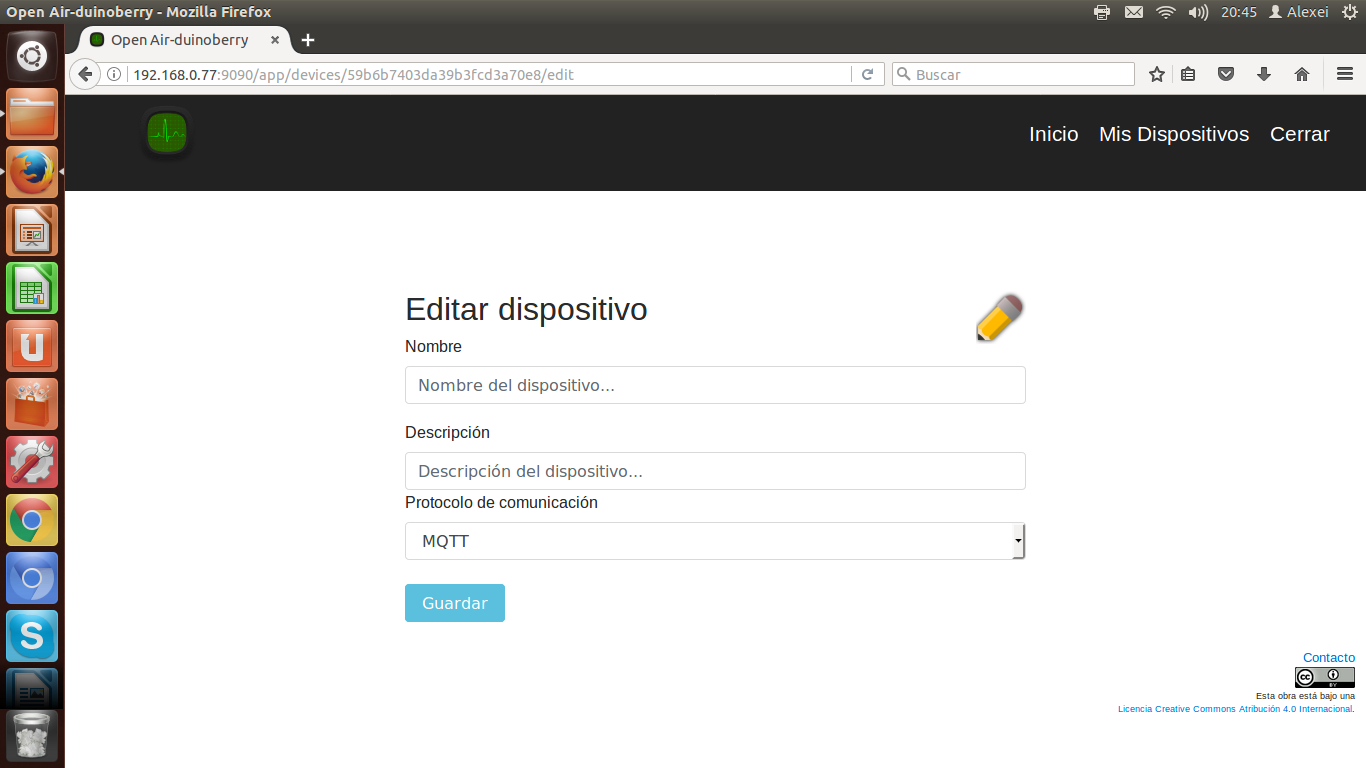 Open Air-duinoberry - Mozilla Firefox
20:45 Alexei
Open Air-duinoberry
192.168.0.77:9090/app/devices/59b6b7403da39b3fcd3a70e8/edit
Buscar
Inicio Mis Dispositivos Cerrar
Editar dispositivo
Nombre
Nombre del dispositivo...
Descripción
Descripción del dispositivo...
Protocolo de comunicación
MQTT
Guardar
Contacto
cc BY
Esta obra está bajo una
Licencia Creative Commons Atribución 4.0 Internacional.